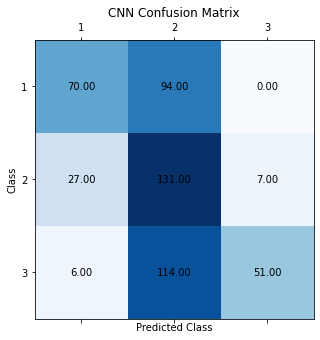 CNN Confusion Matrix
1 2 3
1 70.00 94.00 0.00
2 27.00 131.00 7.00
3 6.00 114.00 51.00
Class
Predicted Class